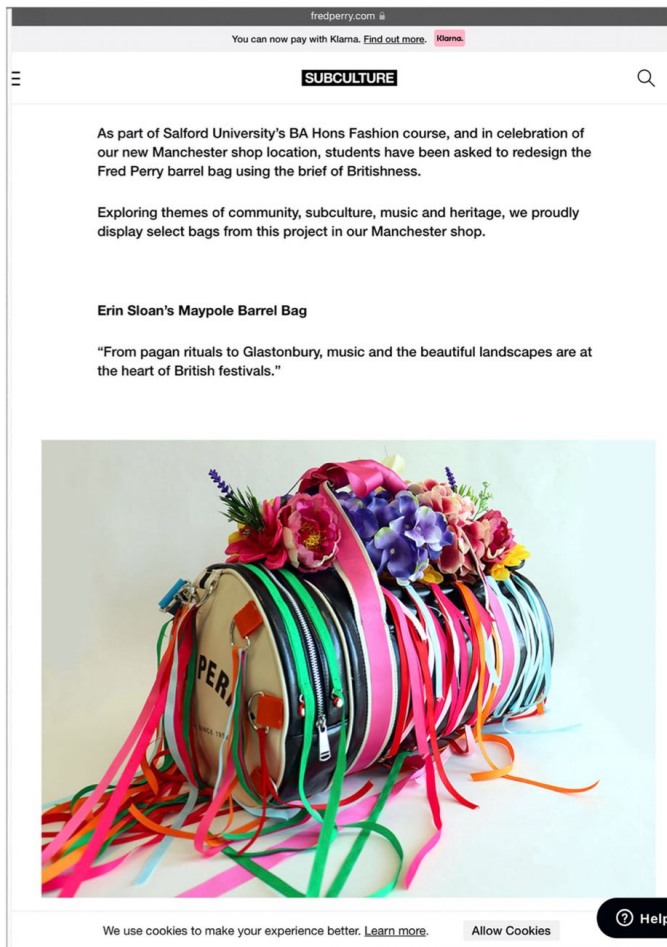 fredperry.com
You can now pay with Klarna. Find out more. Klarna.
SUBCULTURE
As part of Salford University's BA Hons Fashion course, and in celebration of
our new Manchester shop location, students have been asked to redesign the
Fred Perry barrel bag using the brief of Britishness.
Exploring themes of community, subculture, music and heritage, we proudly
display select bags from this project in our Manchester shop.
Erin Sloan's Maypole Barrel Bag
“From pagan rituals to Glastonbury, music and the beautiful landscapes are at
the heart of British festivals.”
PERR
SINCE
We use cookies to make your experience better. Learn more. Allow Cookies
Help